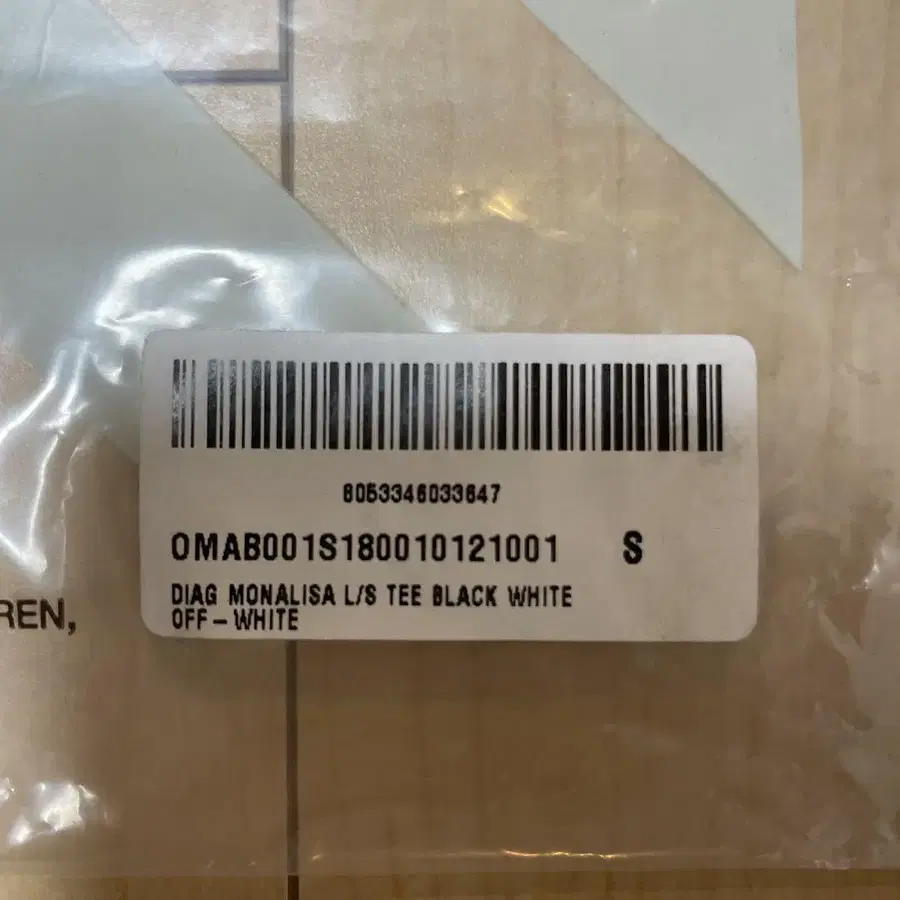 8053346033647
OMAB001S180010121001 S
DIAG MONALISA L/S TEE BLACK WHITE
OFF-WHITE
REN,